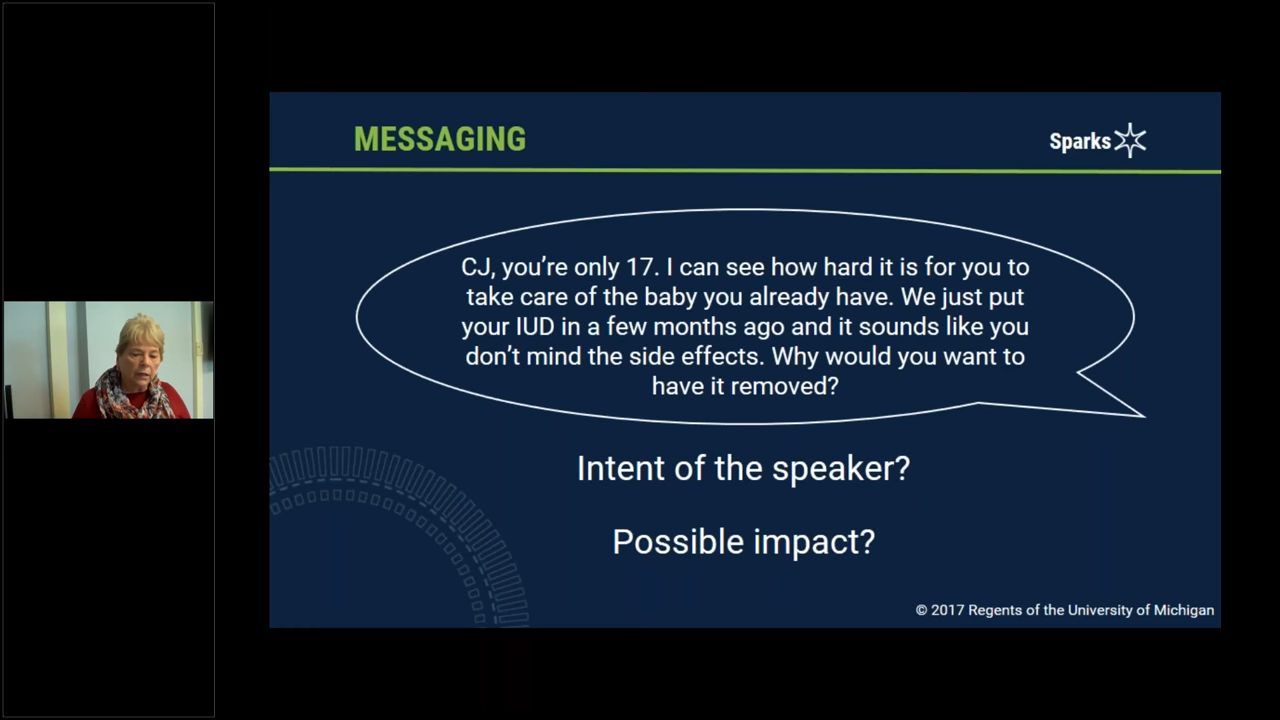 MESSAGING
Sparks
CJ, you're only 17. I can see how hard it is for you to
take care of the baby you already have. We just put
your IUD in a few months ago and it sounds like you
don't mind the side effects. Why would you want to
have it removed?
Intent of the speaker?
Possible impact?
© 2017 Regents of the University of Michigan